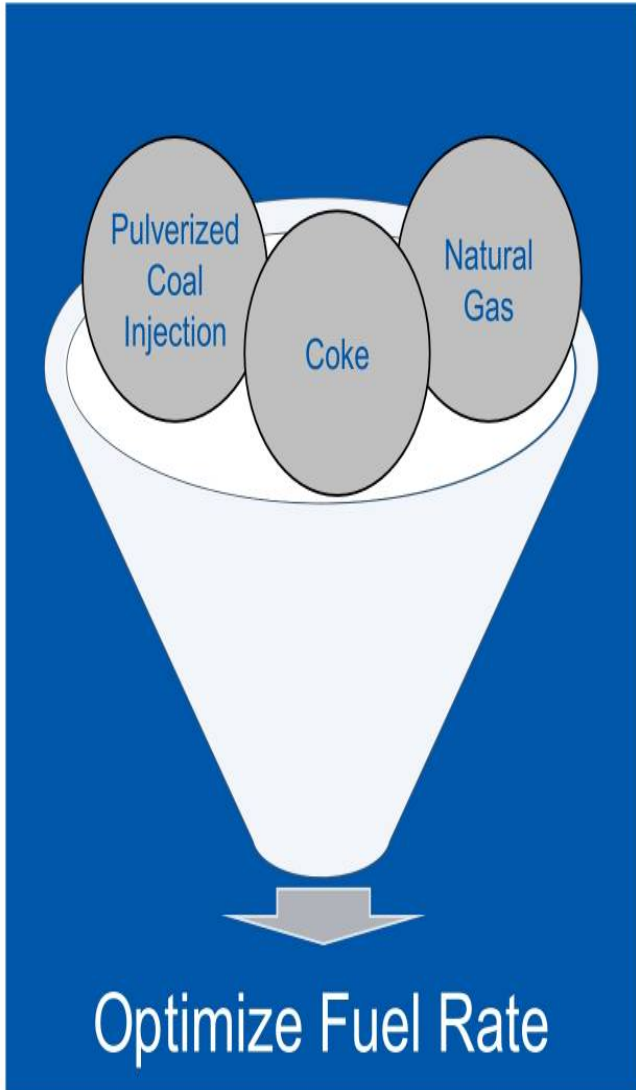 Pulverized
Coal
Injection
Coke
Natural
Gas
Optimize Fuel Rate